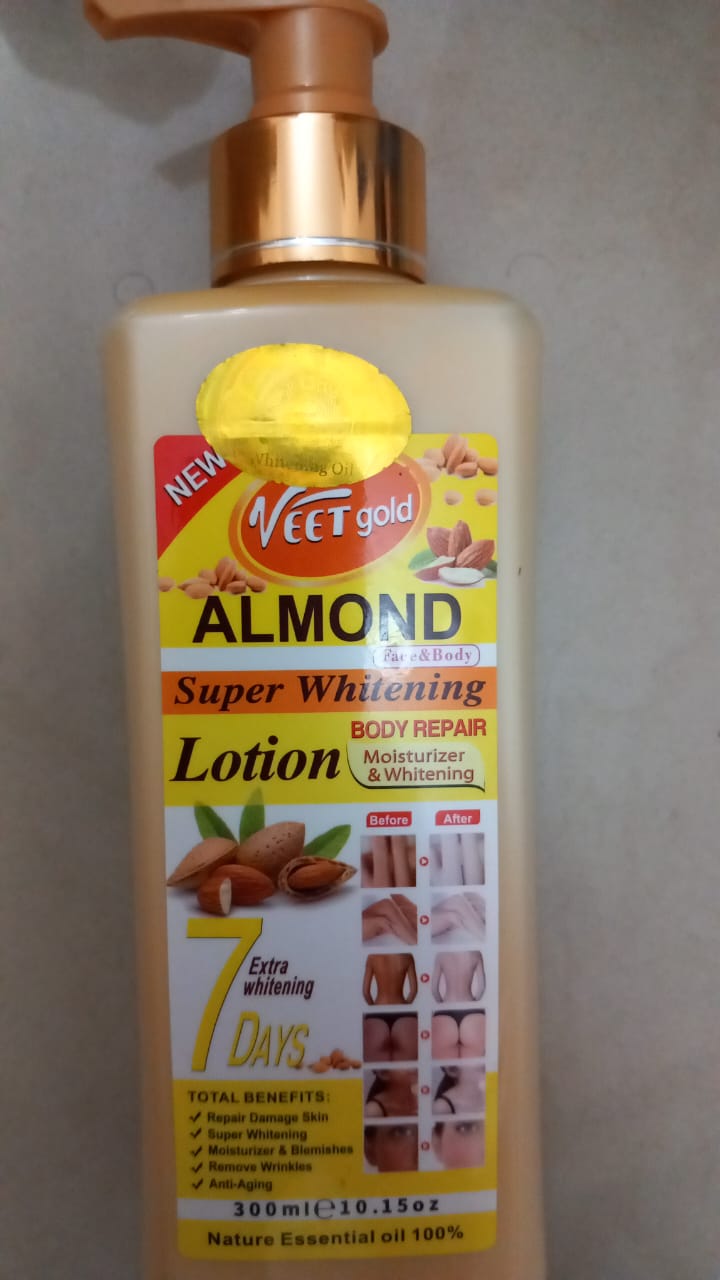 Whitening Oil
NEW
VEET gold
ALMOND
Face&Body
Super Whitening
BODY REPAIR
Lotion
Moisturizer
& Whitening
Before After
7
Extra
whitening
DAYS
TOTAL BENEFITS:
✓ Repair Damage Skin
✓ Super Whitening
✓ Moisturizer & Blemishes
✓ Remove Wrinkles
✓ Anti-Aging
300ml℮10.15oz
Nature Essential oil 100%